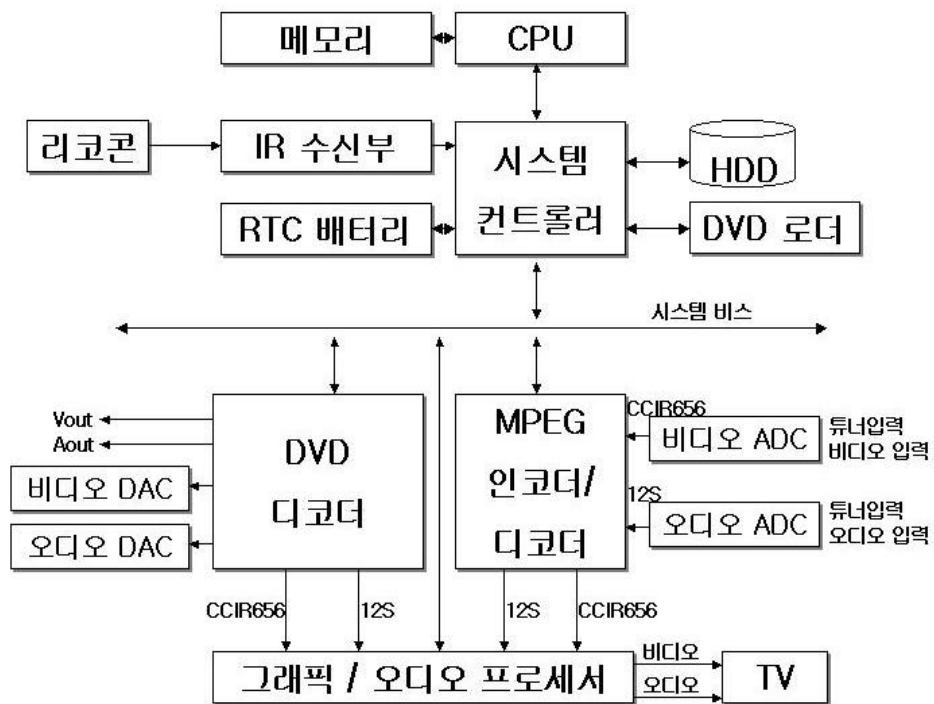 메모리
CPU
리코콘
IR 수신부
시스템
컨트롤러
HDD
RTC 배터리
DVD 로더
시스템 비스
Vout
Aout
비디오 DAC
오디오 DAC
DVD
디코더
MPEG
인코더/
디코더
CCIR656
비디오 ADC
튜너입력
비디오 입력
12S
오디오 ADC
튜너입력
오디오 입력
CCIR656
12S
12S
CCIR656
그래픽 / 오디오 프로세서
비디오
오디오
TV